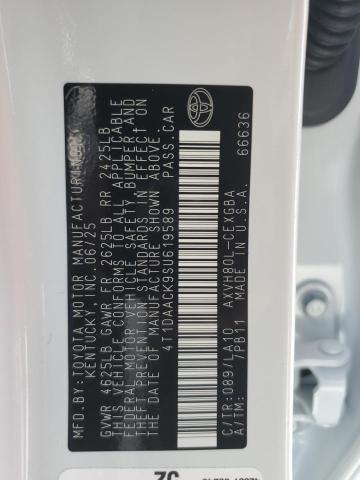 MFD.BY:TOYOTA MOTOR MANUFACTURING,
KENTUCKY, INC. 06/25
GVWR 4625LB GAWR FR 2625LB RR 2425LB
THIS VEHICLE CONFORMS TO ALL APPLICABLE
FEDERAL MOTOR VEHICLE SAFETY, BUMPER, AND
THEFT PREVENTION STANDARDS IN EFFECT ON
THE DATE OF MANUFACTURE SHOWN ABOVE.
4T1DAACK9SU619589 PASS.CAR
C/TR:089/LA10 AXVH80L-CEXGBA
A/TM: /PB11 MADE IN U.S.A. 66636